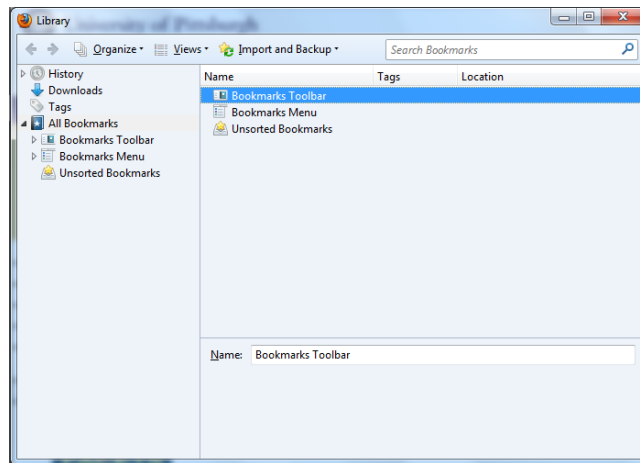 Library
Organize Views Import and Backup Search Bookmarks
History
Downloads
Tags
All Bookmarks
Bookmarks Toolbar
Bookmarks Menu
Unsorted Bookmarks
Name Tags Location
Bookmarks Toolbar
Bookmarks Menu
Unsorted Bookmarks
Name: Bookmarks Toolbar